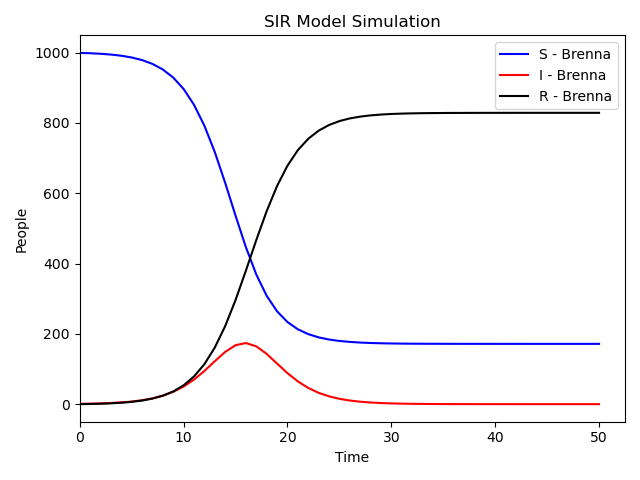 SIR Model Simulation
S - Brenna
I - Brenna
R - Brenna
People
1000
800
600
400
200
0
0 10 20 30 40 50
Time